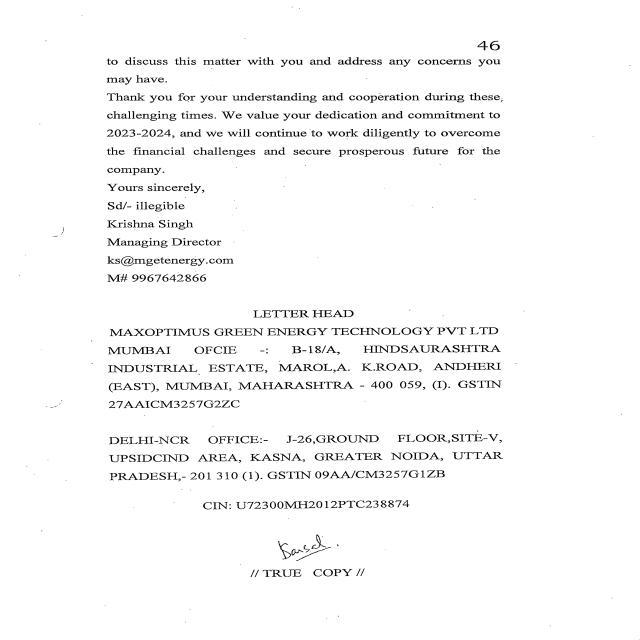 46
to discuss this matter with you and address any concerns you
may have.
Thank you for your understanding and cooperation during these,
challenging times. We value your dedication and commitment to
2023-2024, and we will continue to work diligently to overcome
the financial challenges and secure prosperous future for the
company.
Yours sincerely,
Sd/- illegible
Krishna Singh
Managing Director
ks@mgetenergy.com
M# 9967642866
LETTER HEAD
MAXOPTIMUS GREEN ENERGY TECHNOLOGY PVT LTD
MUMBAI OFCIE -: B-18/A, HINDSAURASHTRA
INDUSTRIAL ESTATE, MAROL,A. K.ROAD, ANDHERI
(EAST), MUMBAI, MAHARASHTRA - 400 059, (I). GSTIN
27AAICM3257G2ZC
DELHI-NCR OFFICE:- J-26,GROUND FLOOR,SITE-V,
UPSIDCIND AREA, KASNA, GREATER NOIDA, UTTAR
PRADESH,- 201 310 (1). GSTIN 09AA/CM3257G1ZB
CIN: U72300MH2012PTC238874
// TRUE COPY //